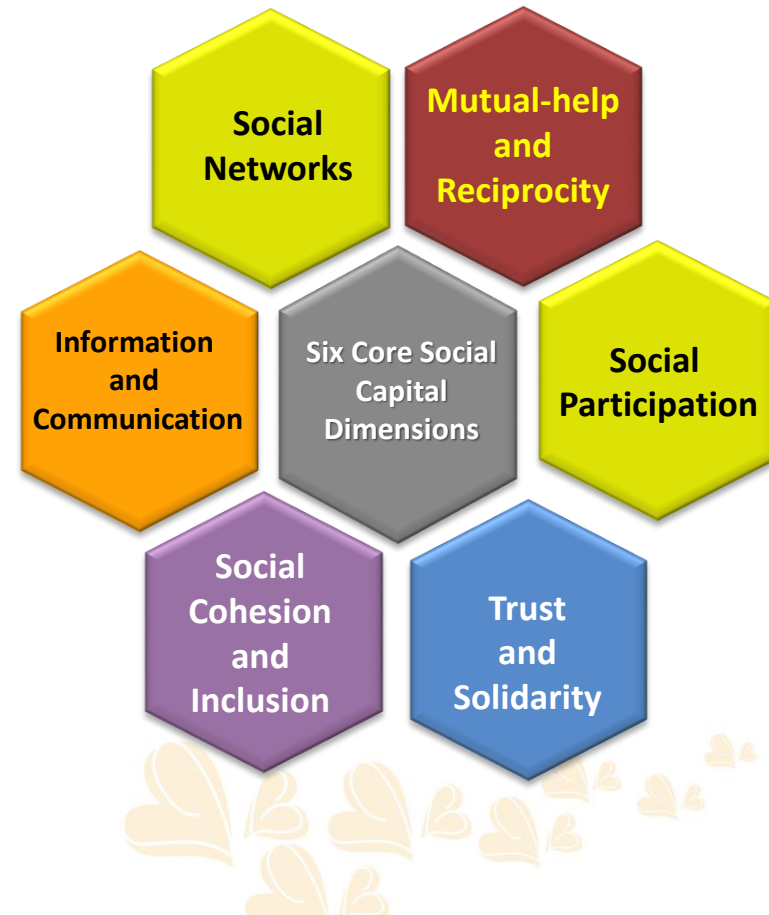 Social
Networks
Mutual-help
and
Reciprocity
Information
and
Communication
Six Core Social
Capital
Dimensions
Social
Participation
Social
Cohesion
and
Inclusion
Trust
and
Solidarity